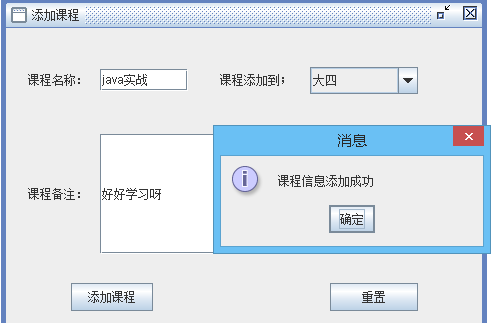 添加课程
课程名称： java实战 课程添加到； 大四
消息
课程信息添加成功
课程备注： 好好学习呀
确定
添加课程 重置